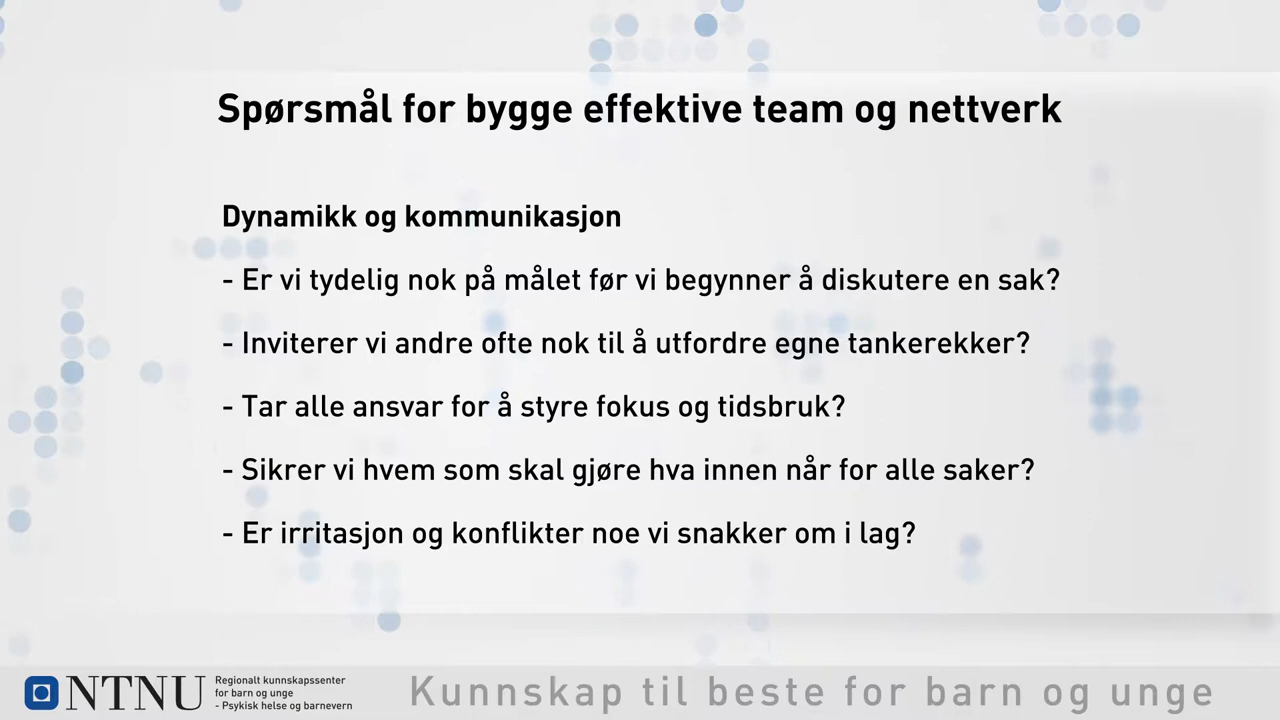 Spørsmål for bygge effektive team og nettverk
Dynamikk og kommunikasjon
- Er vi tydelig nok på målet før vi begynner å diskutere en sak?
- Inviterer vi andre ofte nok til å utfordre egne tankerekker?
- Tar alle ansvar for å styre fokus og tidsbruk?
- Sikrer vi hvem som skal gjøre hva innen når for alle saker?
- Er irritasjon og konflikter noe vi snakker om i lag?
NTNU
Regionalt kunnskapssenter
for barn og unge
- Psykisk helse og barnevern
Kunnskap til beste for barn og unge